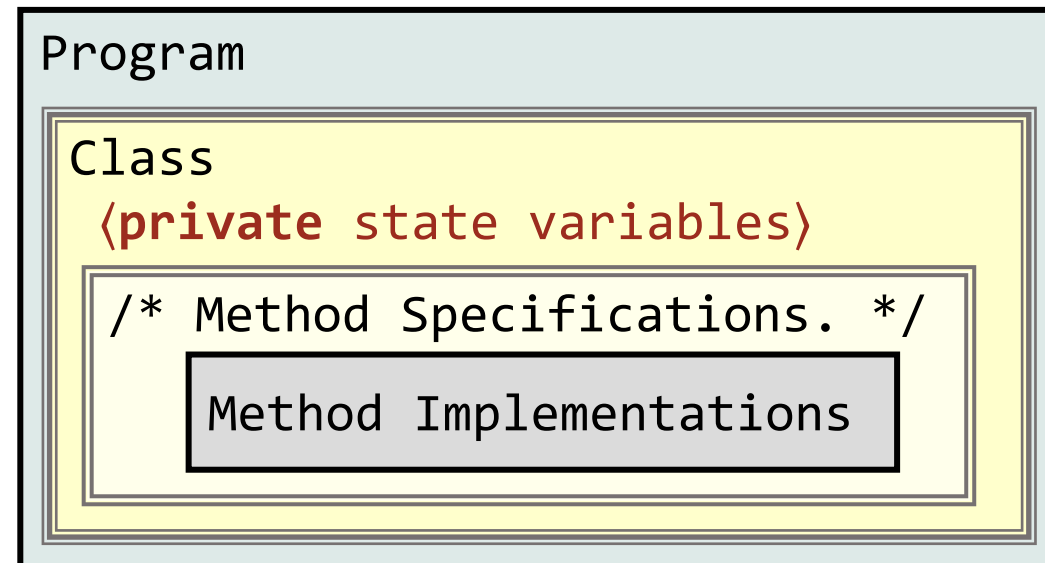 Program
Class
⟨private state variables⟩
/* Method Specifications. */
Method Implementations